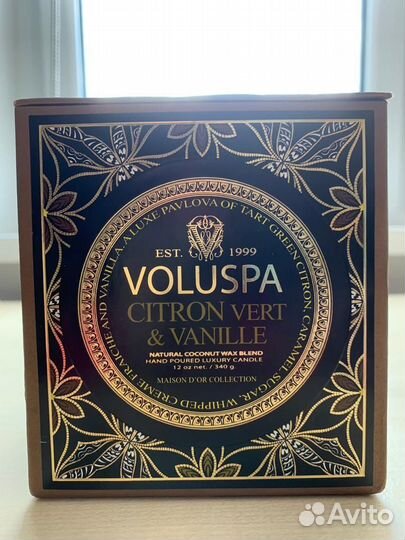 EST. 1999
VOLUSPA
CITRON VERT
& VANILLE
NATURAL COCONUT WAX BLEND
HAND POURED LUXURY CANDLE
12 oz net. / 340 g
MAISON D'OR COLLECTION
A LUXE PAVLOVA OF TART GREEN CITRON, CARAMEL SUGAR, WHIPPED CREME FRAICHE AND VANILLA.
Avito